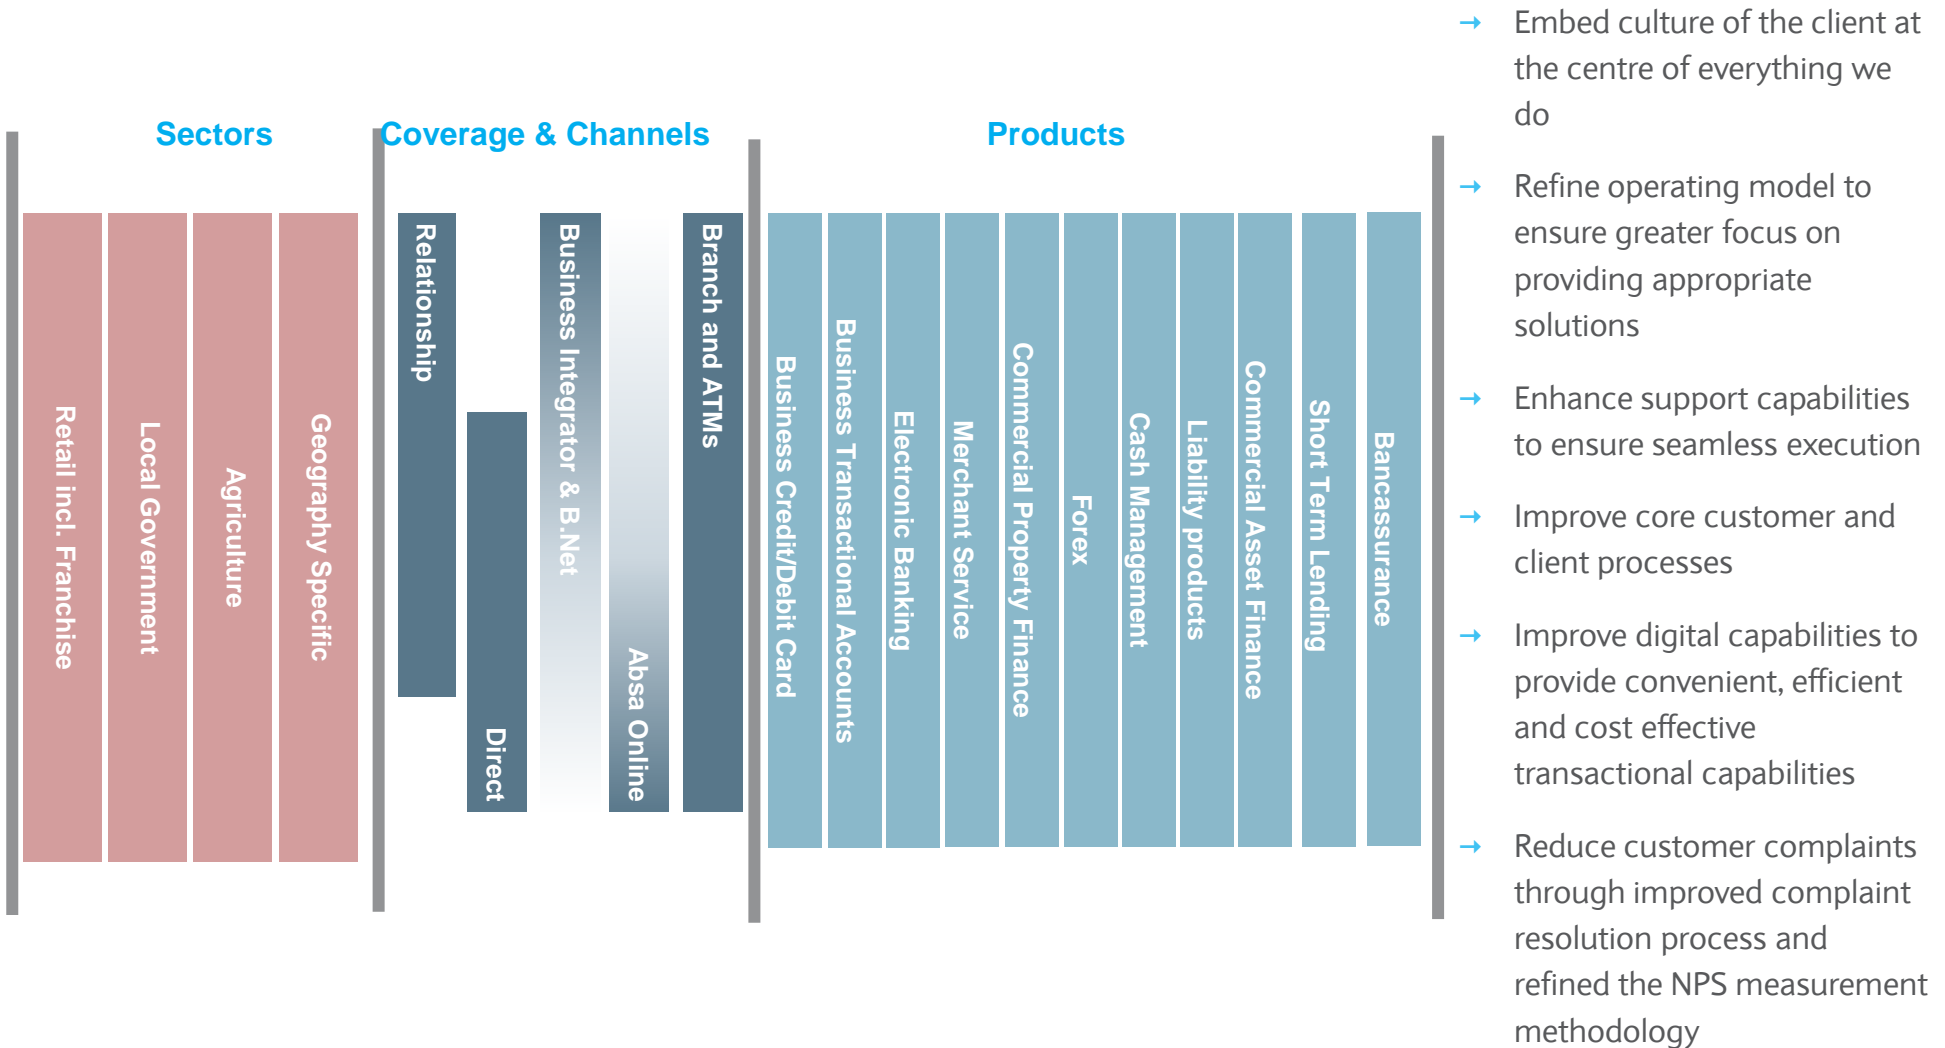 Sectors
Retail incl. Franchise
Local Government
Agriculture
Geography Specific
Coverage & Channels
Relationship
Direct
Business Integrator & B.Net
Absa Online
Branch and ATMs
Products
Business Credit/Debit Card
Business Transactional Accounts
Electronic Banking
Merchant Service
Commercial Property Finance
Forex
Cash Management
Liability products
Commercial Asset Finance
Short Term Lending
Bancassurance
→ Embed culture of the client at
the centre of everything we
do
→ Refine operating model to
ensure greater focus on
providing appropriate
solutions
→ Enhance support capabilities
to ensure seamless execution
→ Improve core customer and
client processes
→ Improve digital capabilities to
provide convenient, efficient
and cost effective
transactional capabilities
→ Reduce customer complaints
through improved complaint
resolution process and
refined the NPS measurement
methodology